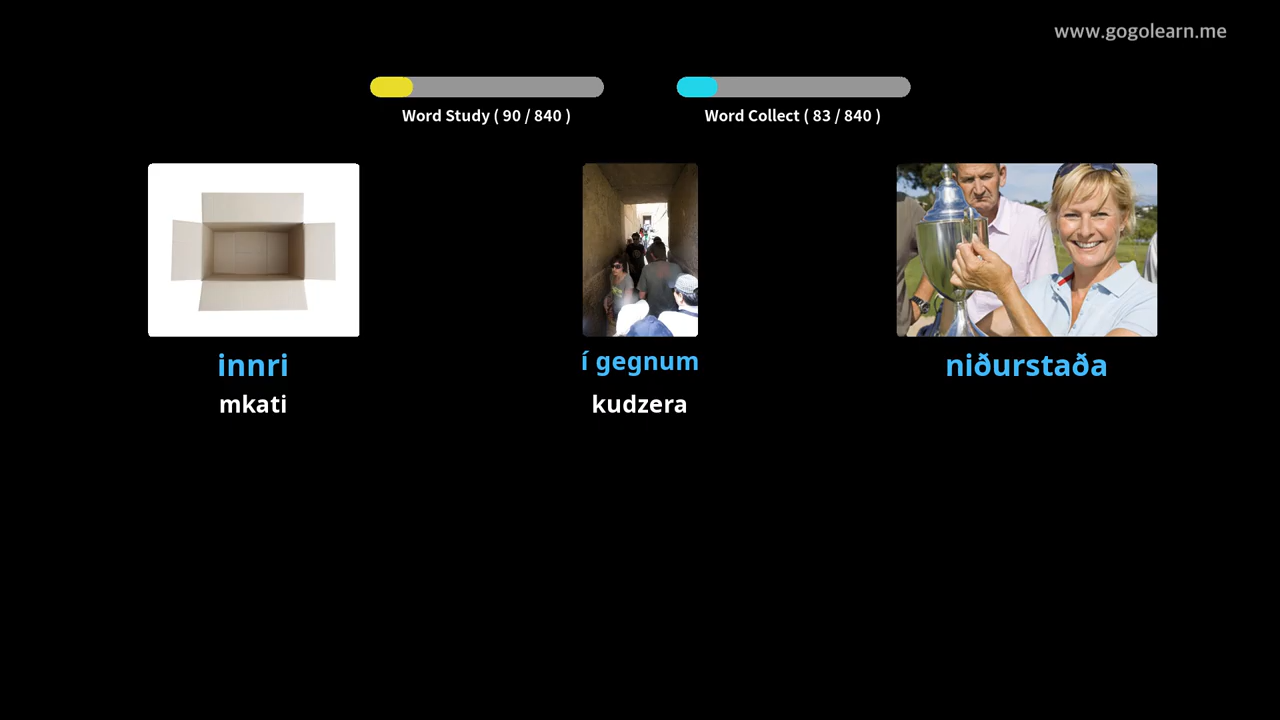 www.gogolearn.me
Word Study ( 90 / 840 )
Word Collect ( 83 / 840 )
innri
í gegnum
niðurstaða
mkati
kudzera